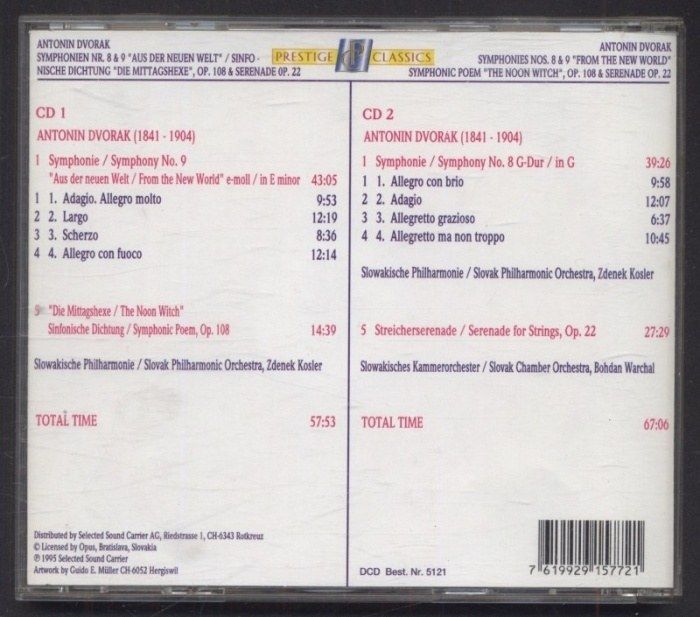 ANTONIN DVORAK
SYMPHONIEN NR. 8 & 9 "AUS DER NEUEN WELT" / SINFO -
NISCHE DICHTUNG "DIE MITTAGSHEXE", OP. 108 & SERENADE OP. 22
PRESTIGE CLASSICS
ANTONIN DVORAK
SYMPHONIES NOS. 8 & 9 "FROM THE NEW WORLD"
SYMPHONIC POEM "THE NOON WITCH", OP. 108 & SERENADE OP. 22
CD 1
ANTONIN DVORAK (1841 - 1904)
1 Symphonie / Symphony No. 9
"Aus der neuen Welt / From the New World" e-moll / in E minor 43:05
1 1. Adagio. Allegro molto 9:53
2 2. Largo 12:19
3 3. Scherzo 8:36
4 4. Allegro con fuoco 12:14
5 "Die Mittagshexe / The Noon Witch"
Sinfonische Dichtung / Symphonic Poem, Op. 108 14:39
Slowakische Philharmonie / Slovak Philharmonic Orchestra, Zdenek Kosler
TOTAL TIME 57:53
Distributed by Selected Sound Carrier AG, Riedstrasse 1, CH-6343 Rotkreuz
© Licensed by Opus, Bratislava, Slovakia
℗ 1995 Selected Sound Carrier
Artwork by Guido E. Müller CH-6052 Hergiswil
CD 2
ANTONIN DVORAK (1841 - 1904)
1 Symphonie / Symphony No. 8 G-Dur / in G 39:26
1 1. Allegro con brio 9:58
2 2. Adagio 12:07
3 3. Allegretto grazioso 6:37
4 4. Allegretto ma non troppo 10:45
Slowakische Philharmonie / Slovak Philharmonic Orchestra, Zdenek Kosler
5 Streicherserenade / Serenade for Strings, Op. 22 27:29
Slowakisches Kammerorchester / Slovak Chamber Orchestra, Bohdan Warchal
TOTAL TIME 67:06
DCD Best. Nr. 5121
7 619929 157721